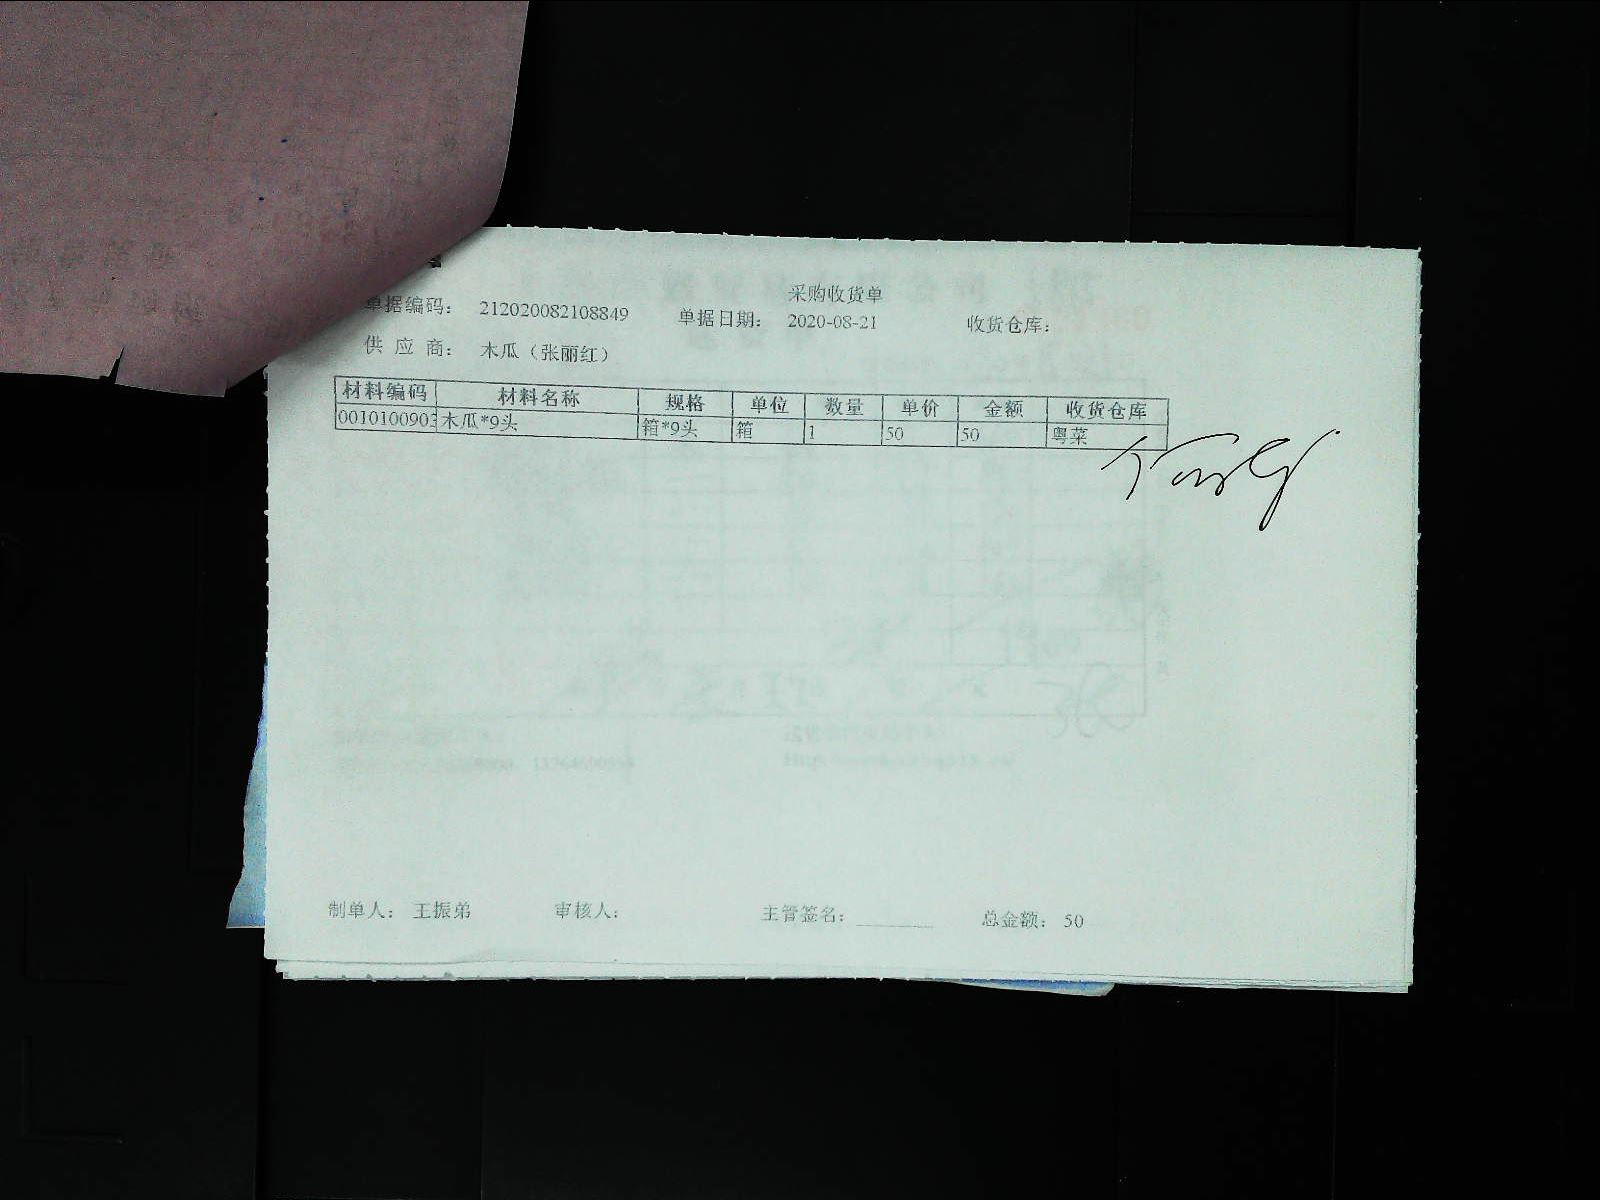 采购收货单
单据编码： 212020082108849 单据日期： 2020-08-21 收货仓库：
供 应 商： 木瓜（张丽红）
材料编码 材料名称 规格 单位 数量 单价 金额 收货仓库
0010100903 木瓜*9头 箱*9头 箱 1 50 50 粤菜
制单人： 王振弟 审核人： 主管签名： 总金额： 50